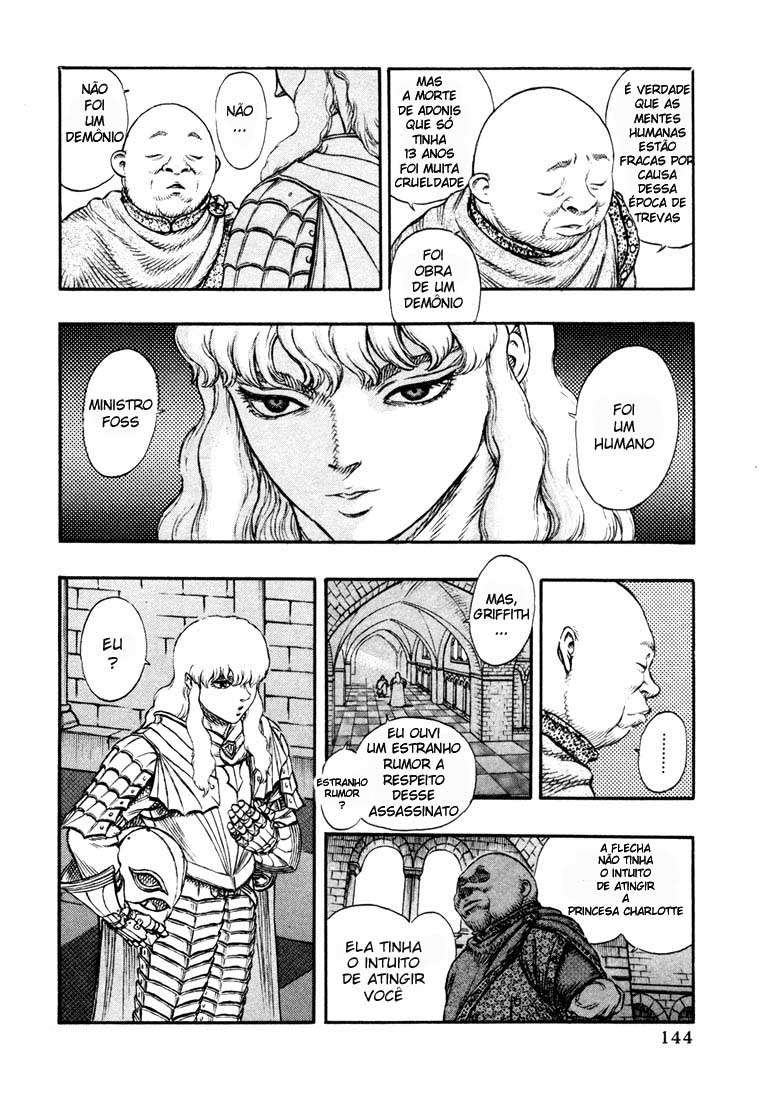 É VERDADE
QUE AS
MENTES
HUMANAS
ESTÃO
FRACAS POR
CAUSA
DESSA
ÉPOCA DE
TREVAS
MAS
A MORTE
DE ADONIS
QUE SÓ
TINHA
13 ANOS
FOI MUITA
CRUELDADE
FOI
OBRA
DE UM
DEMÔNIO
NÃO
...
NÃO
FOI
UM
DEMÔNIO
FOI
UM
HUMANO
MINISTRO
FOSS
.......
MAS,
GRIFFITH
...
EU OUVI
UM ESTRANHO
RUMOR A
RESPEITO
DESSE
ASSASSINATO
ESTRANHO
RUMOR
?
A FLECHA
NÃO TINHA
O INTUITO
DE ATINGIR
A
PRINCESA CHARLOTTE
ELA TINHA
O INTUITO
DE ATINGIR
VOCÊ
EU
?
144